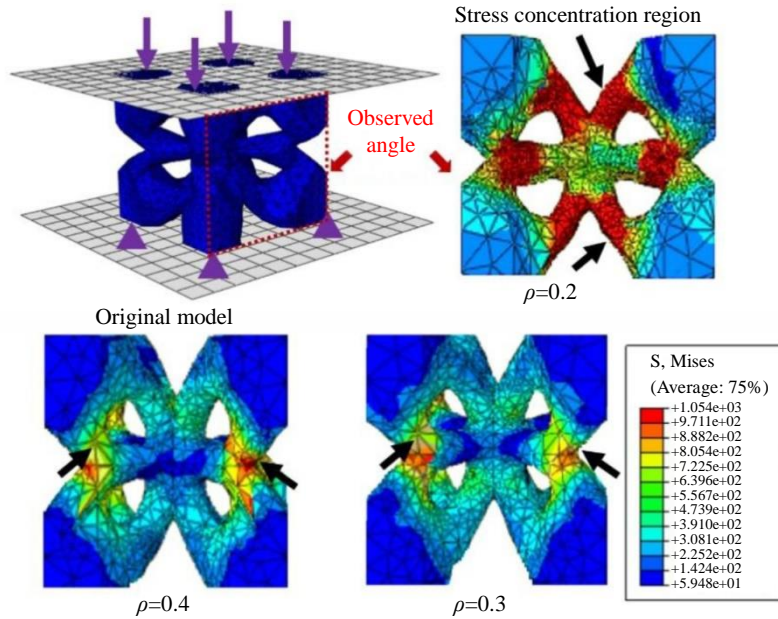 Stress concentration region
Observed
angle
ρ=0.2
Original model
S, Mises
(Average: 75%)
+1.054e+03
+9.711e+02
+8.882e+02
+8.054e+02
+7.225e+02
+6.396e+02
+5.567e+02
+4.739e+02
+3.910e+02
+3.081e+02
+2.252e+02
+1.424e+02
+5.948e+01
ρ=0.4
ρ=0.3